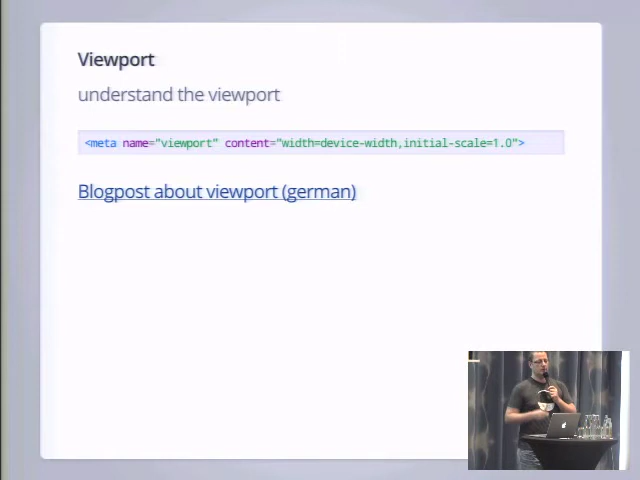 Viewport
understand the viewport
<meta name="viewport" content="width=device-width,initial-scale=1.0">
Blogpost about viewport (german)